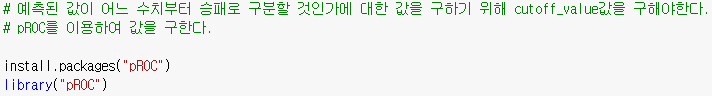 # 예측된 값이 어느 수치부터 승패로 구분할 것인가에 대한 값을 구하기 위해 cutoff_value값을 구해야한다.
# pROC를 이용하여 값을 구한다.
install.packages("pROC")
library("pROC")